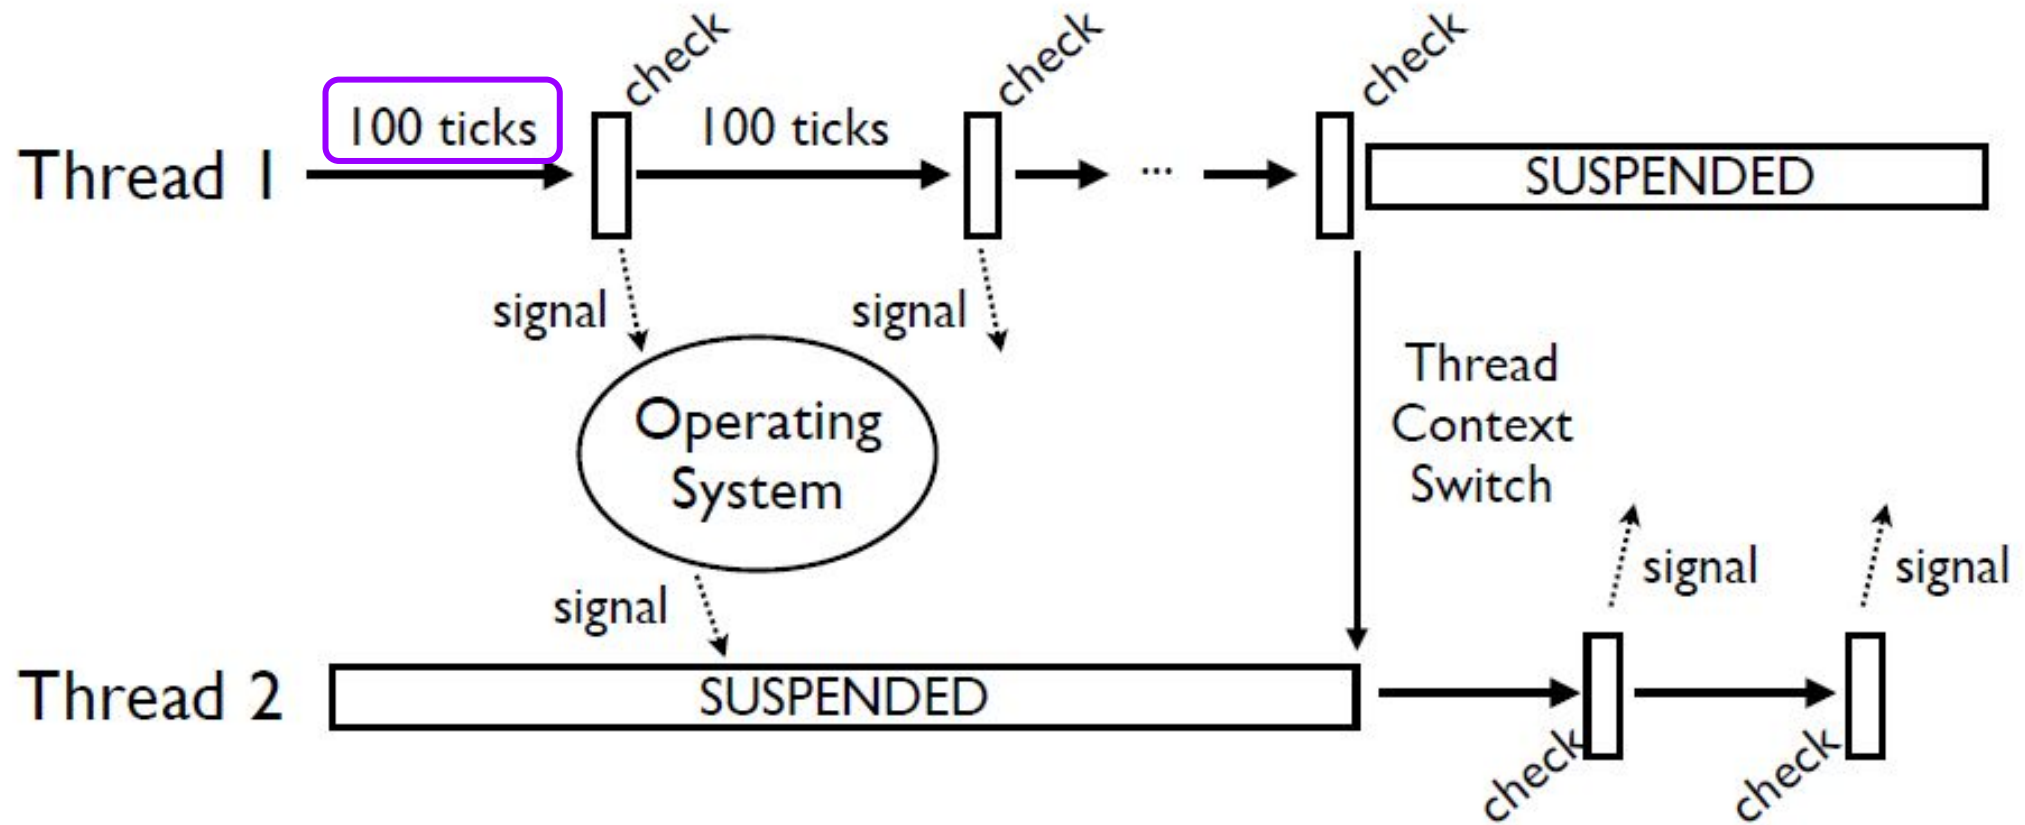 check
check
check
100 ticks
100 ticks
Thread 1
...
SUSPENDED
signal
signal
Operating
System
Thread
Context
Switch
signal
signal
signal
Thread 2
SUSPENDED
check
check